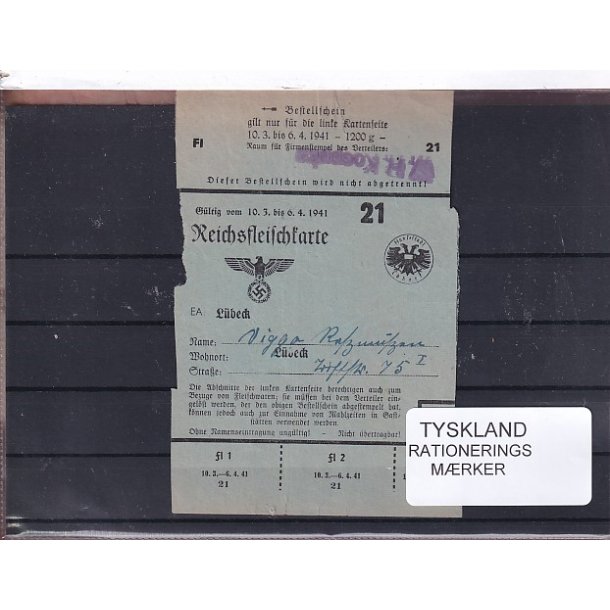 Bestellschein
gilt nur für die linke Kartenseite
10. 3. bis 6. 4. 1941 - 1200 g -
Fl Raum für Firmenstempel des Verteilers: 21
Dieser Bestellschein wird nicht abgetrennt!
Gültig vom 10. 3. bis 6. 4. 1941 21
Reichsfleischkarte
Hansestadt
Lübeck
EA Lübeck
Name: Viggo
Wohnort: Lübeck
Straße: 75 I
Die Abschnitte der linken Kartenseite berechtigen auch zum
Bezuge von Fleischwaren; sie müssen bei dem Verteiler ein-
gelöst werden, der den obigen Bestellschein abgestempelt hat,
können jedoch auch zur Einnahme von Mahlzeiten in Gast-
stätten verwendet werden.
Ohne Namenseintragung ungültig! - Nicht übertragbar!
Fl 1 Fl 2
10. 3.—6. 4. 41 10. 3.—6. 4. 41
21 21
TYSKLAND
RATIONERINGS
MÆRKER